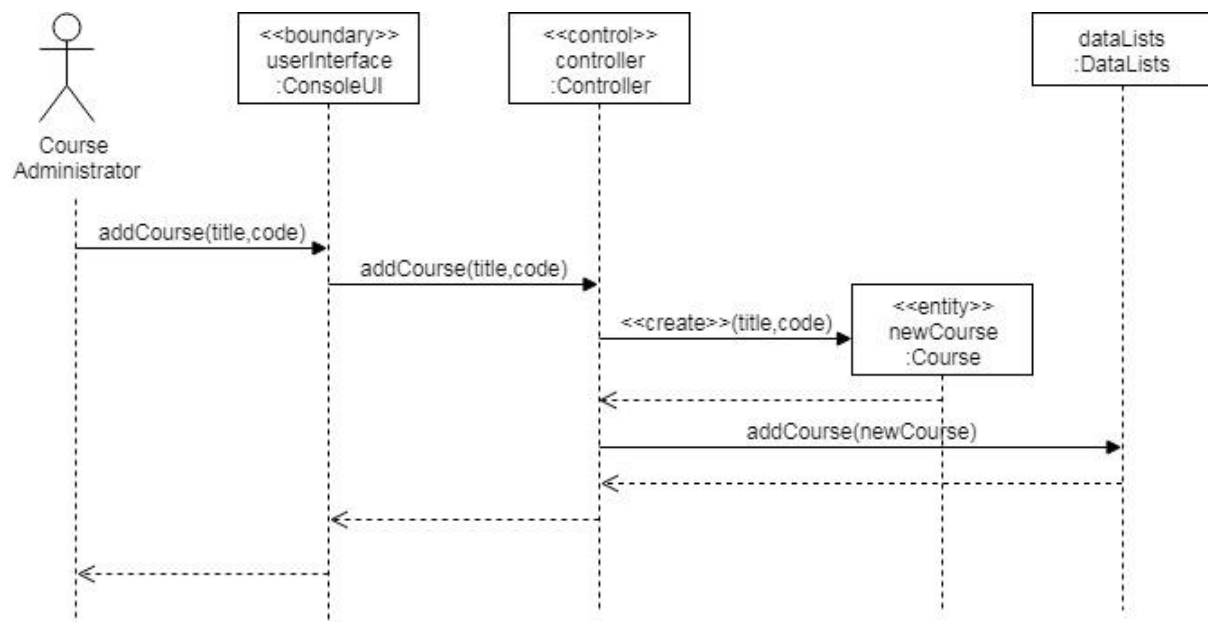 <<boundary>>
userInterface
:ConsoleUI
<<control>>
controller
:Controller
dataLists
:DataLists
Course
Administrator
addCourse(title,code)
addCourse(title,code)
<<create>>(title,code)
<<entity>>
newCourse
:Course
addCourse(newCourse)